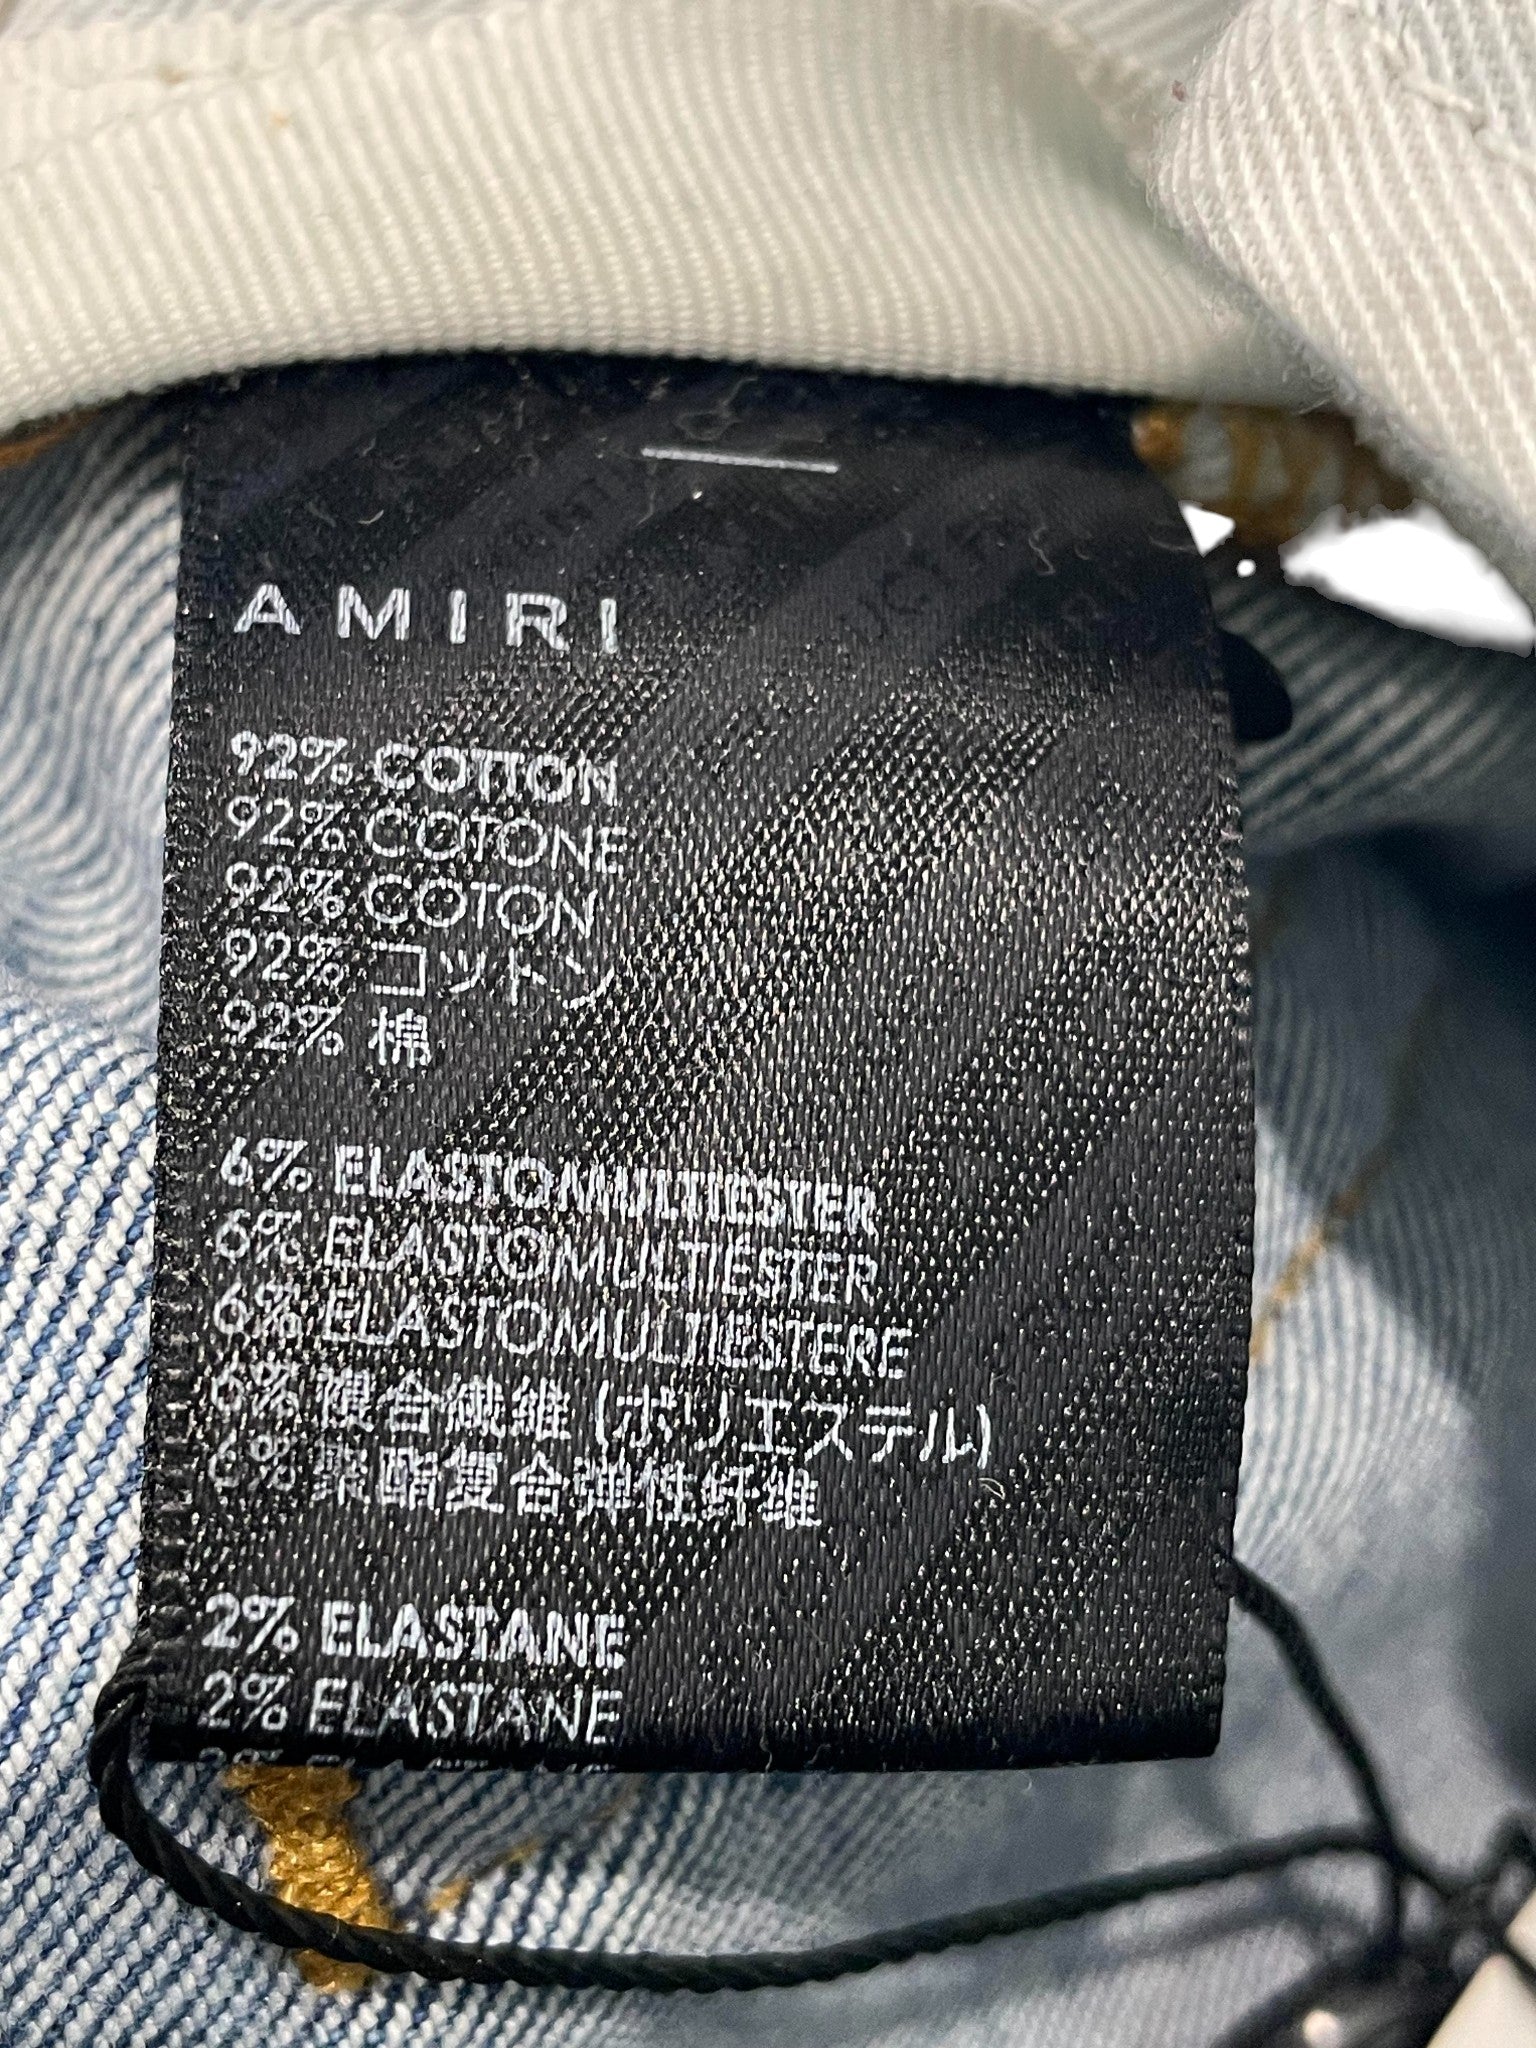 AMIRI
92% COTTON
92% COTONE
92% COTON
92% コットン
92% 棉
6% ELASTOMULTIESTER
6% ELASTOMULTIESTER
6% ELASTOMULTIESTERE
6% 複合繊維 (ポリエステル)
6% 聚酯复合弹性纤维
2% ELASTANE
2% ELASTANE